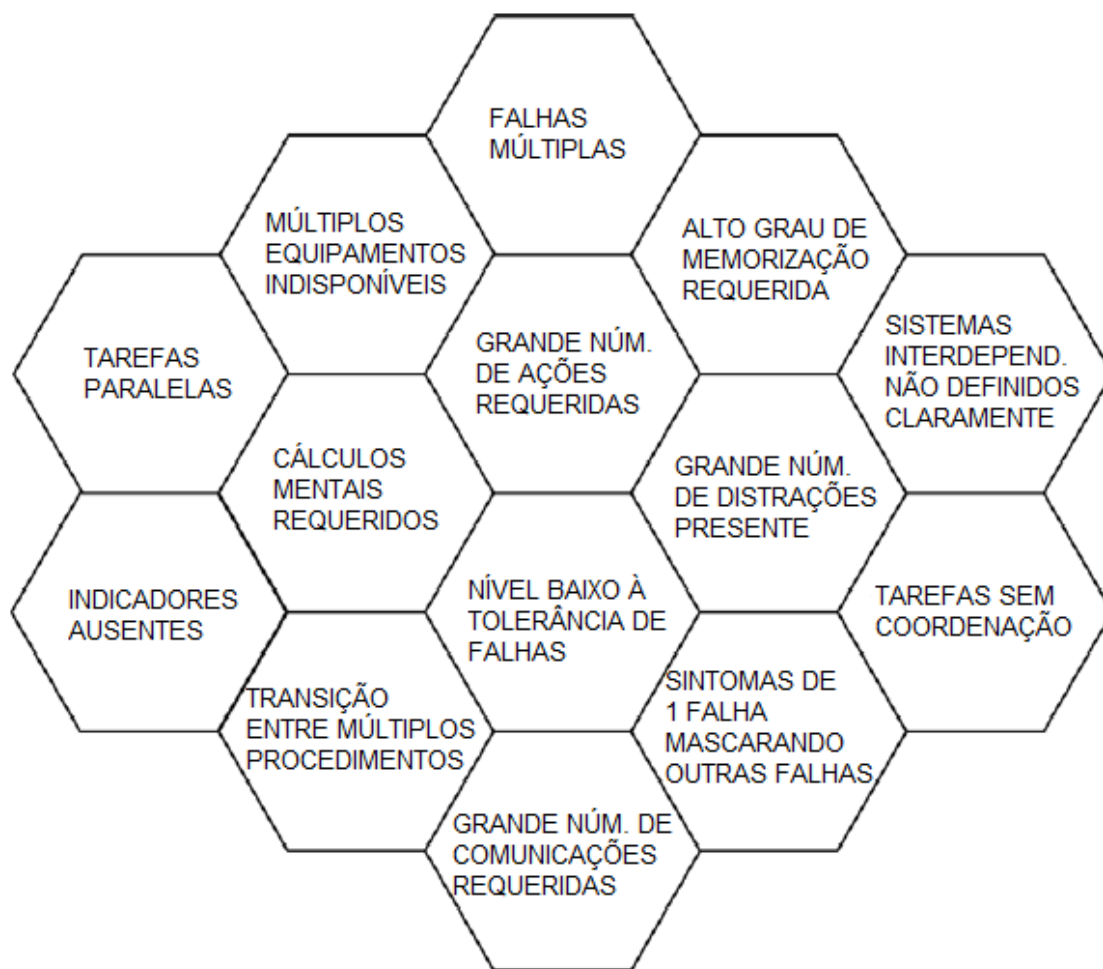 FALHAS
MÚLTIPLAS
MÚLTIPLOS
EQUIPAMENTOS
INDISPONÍVEIS
ALTO GRAU DE
MEMORIZAÇÃO
REQUERIDA
TAREFAS
PARALELAS
GRANDE NÚM.
DE AÇÕES
REQUERIDAS
SISTEMAS
INTERDEPEND.
NÃO DEFINIDOS
CLARAMENTE
CÁLCULOS
MENTAIS
REQUERIDOS
GRANDE NÚM.
DE DISTRAÇÕES
PRESENTE
INDICADORES
AUSENTES
NÍVEL BAIXO À
TOLERÂNCIA DE
FALHAS
TAREFAS SEM
COORDENAÇÃO
TRANSIÇÃO
ENTRE MÚLTIPLOS
PROCEDIMENTOS
SINTOMAS DE
1 FALHA
MASCARANDO
OUTRAS FALHAS
GRANDE NÚM. DE
COMUNICAÇÕES
REQUERIDAS